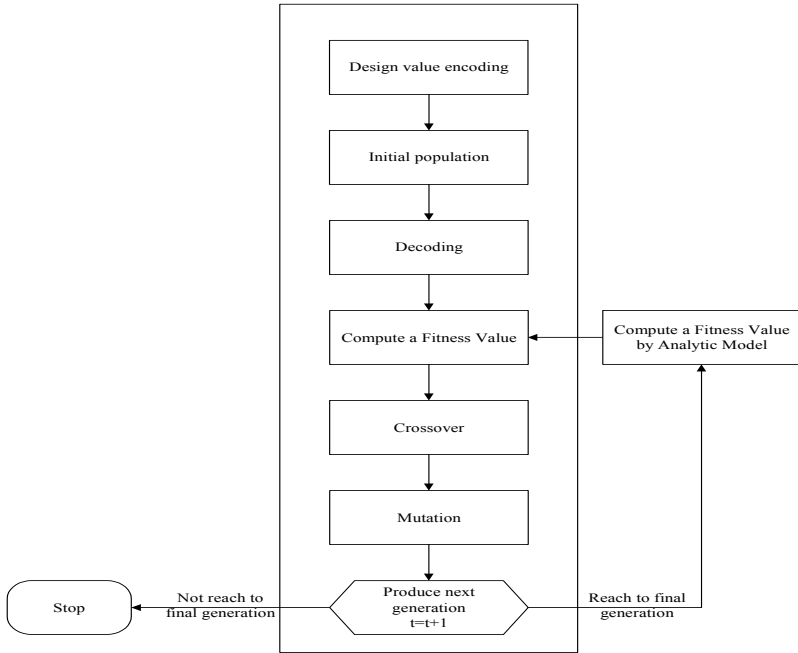 Design value encoding
Initial population
Decoding
Compute a Fitness Value
Compute a Fitness Value
by Analytic Model
Crossover
Mutation
Produce next
generation
t=t+1
Not reach to
final generation
Stop
Reach to final
generation